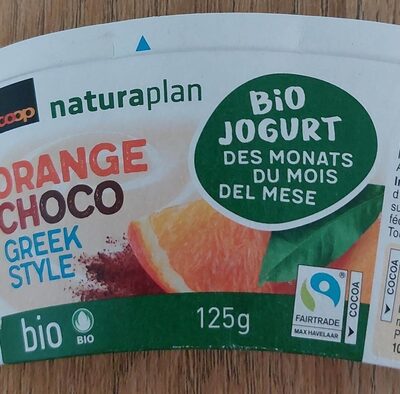 coop
naturaplan
BiO
JOGURT
DES MONATS
DU MOIS
DEL MESE
ORANGE
CHOCO
GREEK
STYLE
FAIRTRADE
MAX HAVELAAR
COCOA
COCOA
bio
BIO
125g